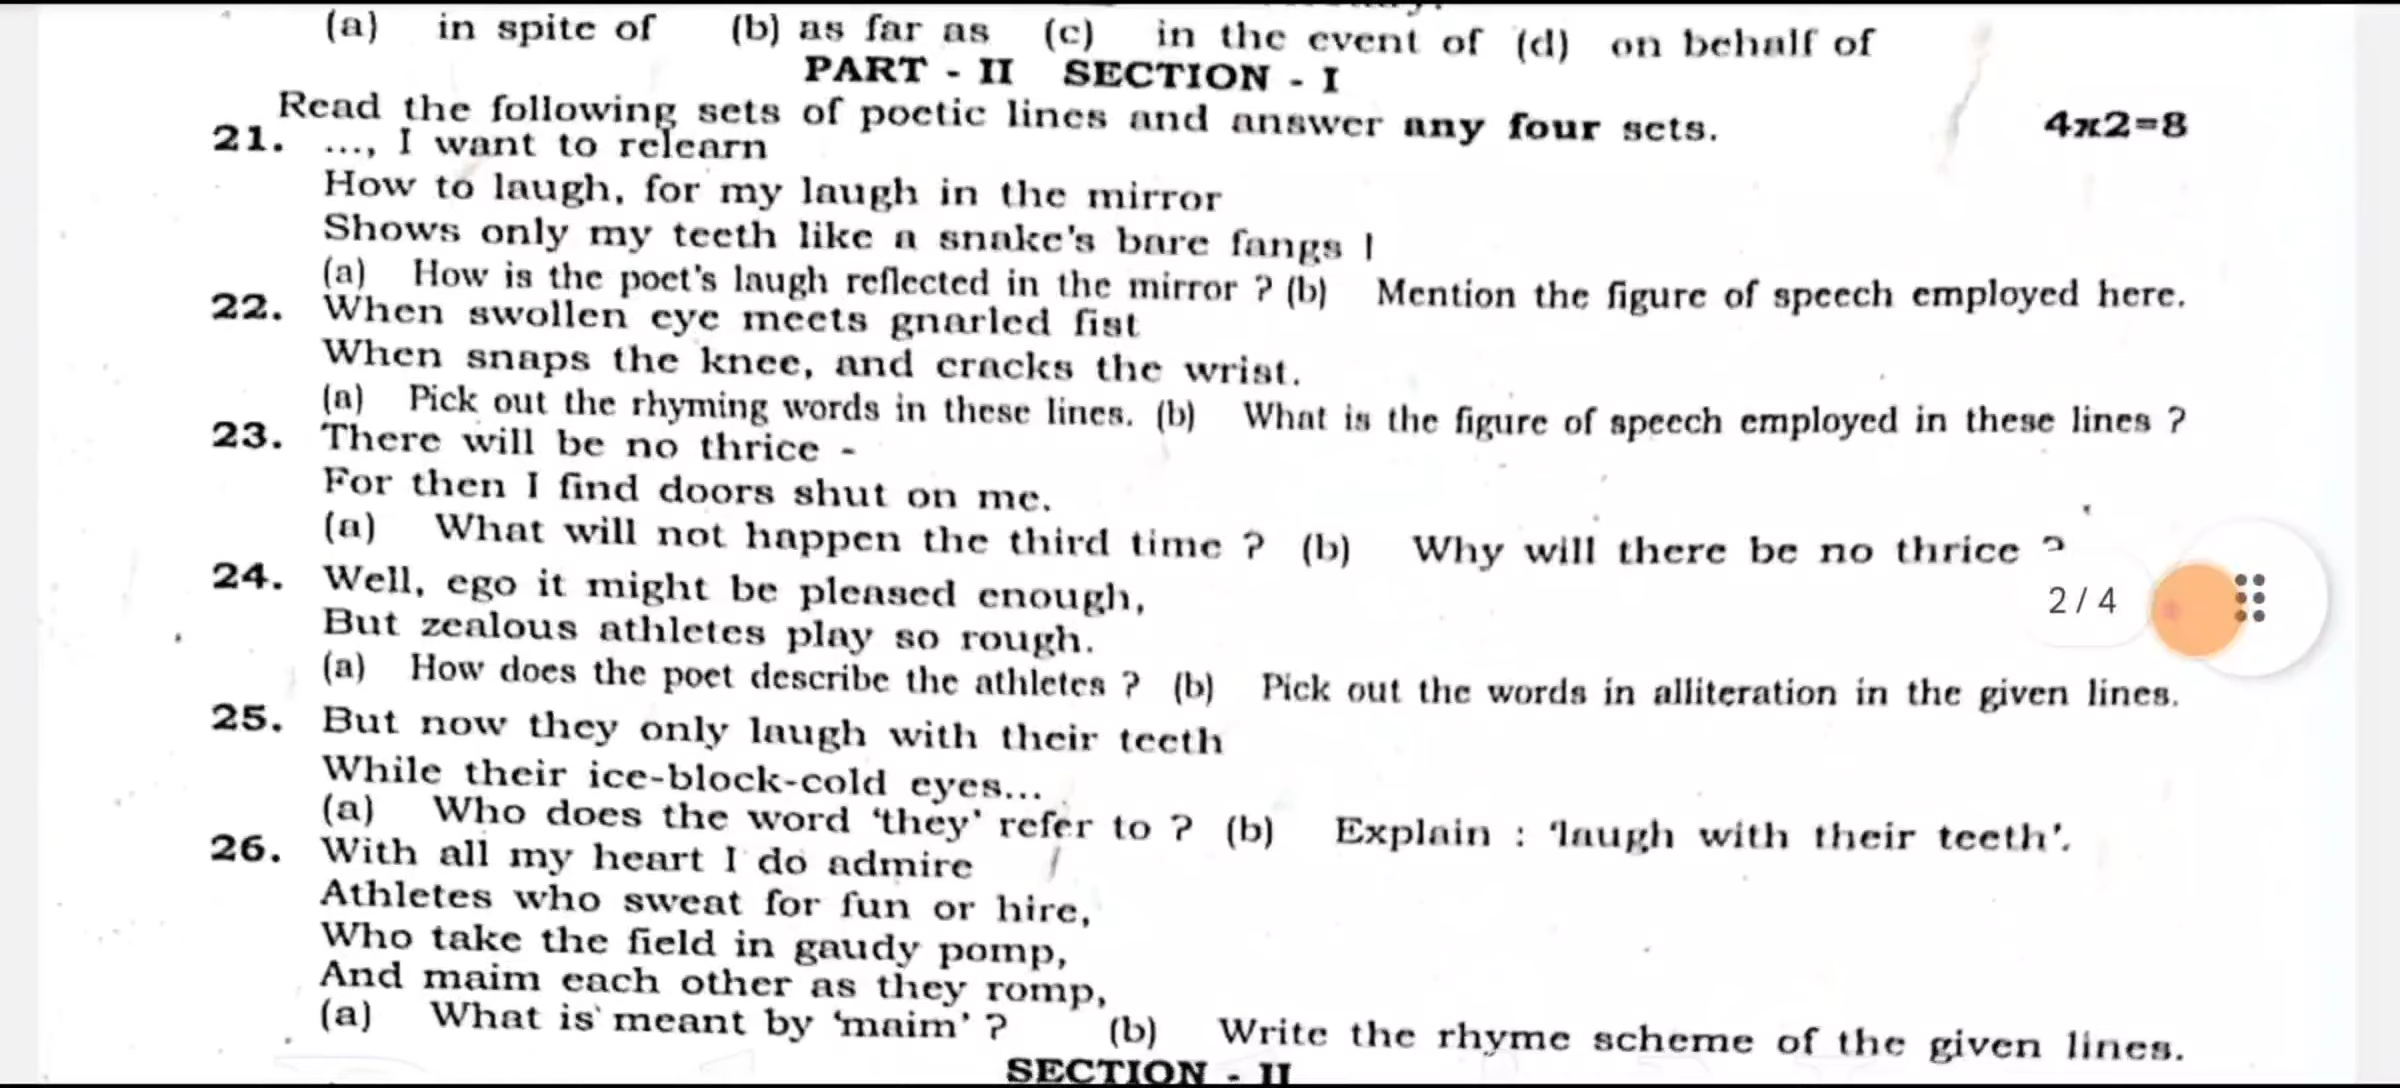 (a) in spite of (b) as far as (c) in the event of (d) on behalf of
PART - II SECTION - I
Read the following sets of poetic lines and answer any four sets. 4x2=8
21. ..., I want to relearn
How to laugh, for my laugh in the mirror
Shows only my teeth like a snake's bare fangs !
(a) How is the poet's laugh reflected in the mirror ? (b) Mention the figure of speech employed here.
22. When swollen eye meets gnarled fist
When snaps the knee, and cracks the wrist.
(a) Pick out the rhyming words in these lines. (b) What is the figure of speech employed in these lines ?
23. There will be no thrice -
For then I find doors shut on me.
(a) What will not happen the third time ? (b) Why will there be no thrice ?
24. Well, ego it might be pleased enough,
2 / 4
But zealous athletes play so rough.
(a) How does the poet describe the athletes ? (b) Pick out the words in alliteration in the given lines.
25. But now they only laugh with their teeth
While their ice-block-cold eyes...
(a) Who does the word 'they' refer to ? (b) Explain : 'laugh with their teeth'.
26. With all my heart I do admire
Athletes who sweat for fun or hire,
Who take the field in gaudy pomp,
And maim each other as they romp,
(a) What is meant by 'maim' ? (b) Write the rhyme scheme of the given lines.
SECTION - II